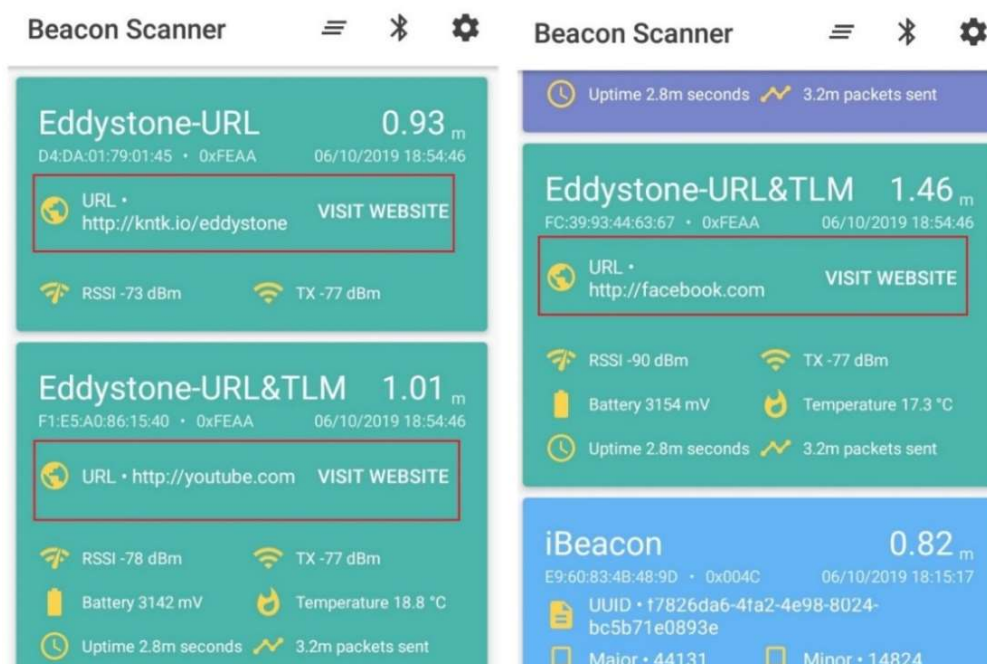 Beacon Scanner
Eddystone-URL 0.93 m
D4:DA:01:79:01:45 • 0xFEAA 06/10/2019 18:54:46
URL •
http://kntk.io/eddystone VISIT WEBSITE
RSSI -73 dBm TX -77 dBm
Eddystone-URL&TLM 1.01 m
F1:E5:A0:86:15:40 • 0xFEAA 06/10/2019 18:54:46
URL • http://youtube.com VISIT WEBSITE
RSSI -78 dBm TX -77 dBm
Battery 3142 mV Temperature 18.8 °C
Uptime 2.8m seconds 3.2m packets sent
Beacon Scanner
Uptime 2.8m seconds 3.2m packets sent
Eddystone-URL&TLM 1.46 m
FC:39:93:44:63:67 • 0xFEAA 06/10/2019 18:54:46
URL •
http://facebook.com VISIT WEBSITE
RSSI -90 dBm TX -77 dBm
Battery 3154 mV Temperature 17.3 °C
Uptime 2.8m seconds 3.2m packets sent
iBeacon 0.82 m
E9:60:83:4B:48:9D • 0x004C 06/10/2019 18:15:17
UUID • f7826da6-4fa2-4e98-8024-
bc5b71e0893e
Major • 44131 Minor • 14824